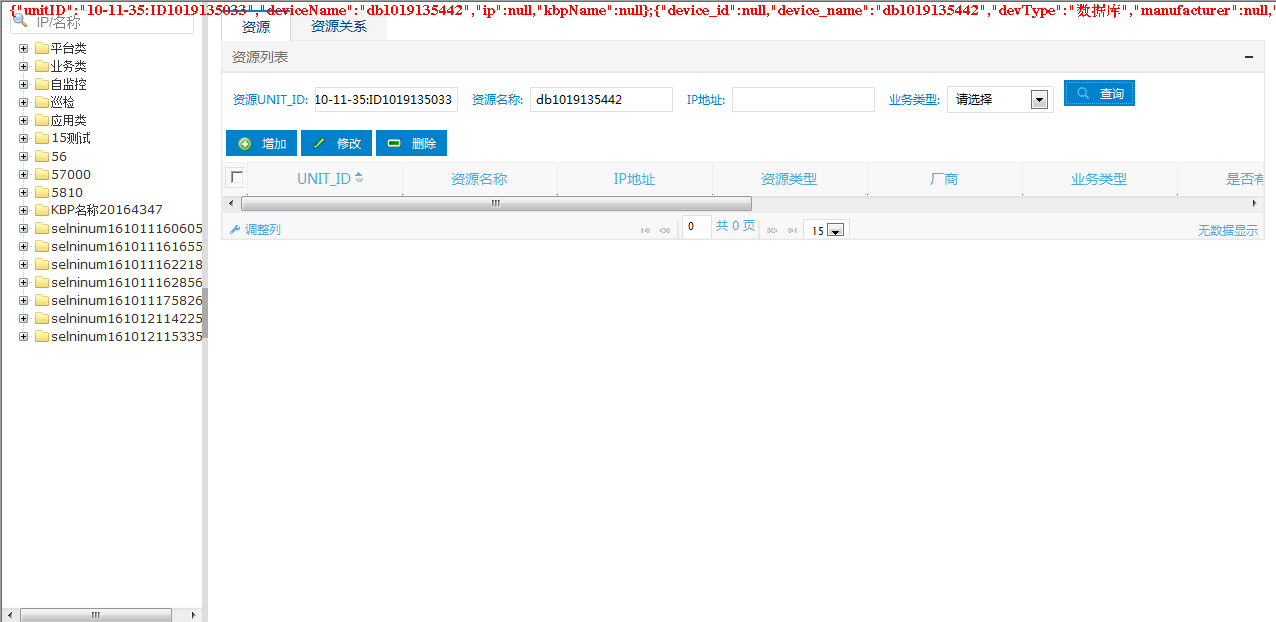 {"unitID":"10-11-35:ID1019135033","deviceName":"db1019135442","ip":null,"kbpName":null};{"device_id":null,"device_name":"db1019135442","devType":"数据库","manufacturer":null,"
IP/名称
平台类
业务类
自监控
巡检
应用类
15测试
56
57000
5810
KBP名称20164347
selninum161011160605
selninum161011161655
selninum161011162218
selninum161011162856
selninum161011175826
selninum161012114225
selninum161012115335
资源 资源关系
资源列表
资源UNIT_ID: 10-11-35:ID1019135033 资源名称: db1019135442 IP地址: 业务类型: 请选择 查询
增加 修改 删除
UNIT_ID 资源名称 IP地址 资源类型 厂商 业务类型 是否有
调整列 0 共 0 页 15 无数据显示